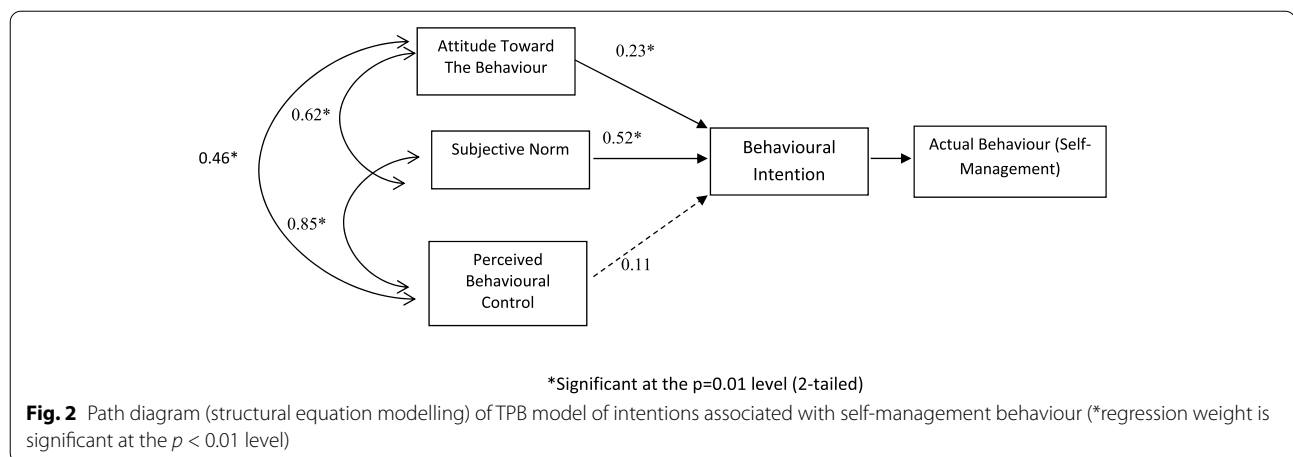 Attitude Toward
The Behaviour
0.23*
0.62*
Subjective Norm
0.52*
0.46*
Behavioural
Intention
Actual Behaviour (Self-
Management)
0.85*
Perceived
Behavioural
Control
0.11
*Significant at the p=0.01 level (2-tailed)
Fig. 2 Path diagram (structural equation modelling) of TPB model of intentions associated with self-management behaviour (*regression weight is
significant at the p < 0.01 level)